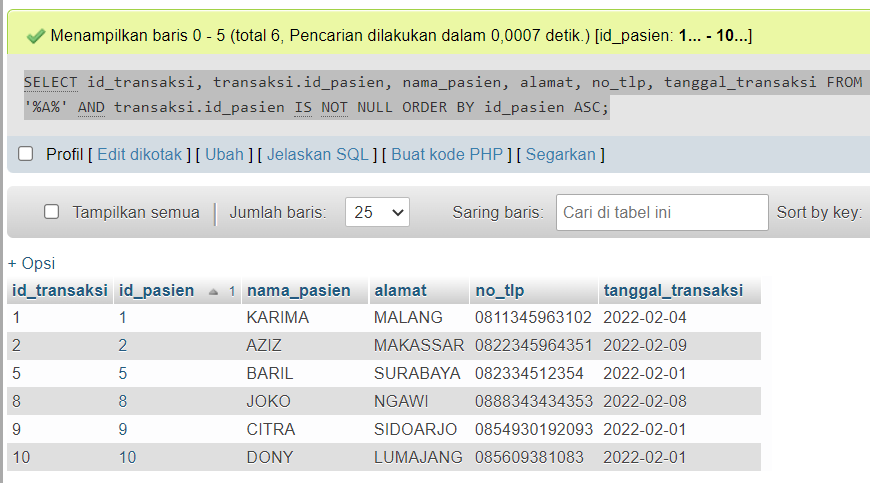 Menampilkan baris 0 - 5 (total 6, Pencarian dilakukan dalam 0,0007 detik.) [id_pasien: 1... - 10...]
SELECT id_transaksi, transaksi.id_pasien, nama_pasien, alamat, no_tlp, tanggal_transaksi FROM
'%A%' AND transaksi.id_pasien IS NOT NULL ORDER BY id_pasien ASC;
Profil [ Edit dikotak ] [ Ubah ] [ Jelaskan SQL ] [ Buat kode PHP ] [ Segarkan ]
Tampilkan semua Jumlah baris: 25 Saring baris: Cari di tabel ini Sort by key:
+ Opsi
id_transaksi id_pasien 1 nama_pasien alamat no_tlp tanggal_transaksi
1 1 KARIMA MALANG 0811345963102 2022-02-04
2 2 AZIZ MAKASSAR 0822345964351 2022-02-09
5 5 BARIL SURABAYA 082334512354 2022-02-01
8 8 JOKO NGAWI 0888343434353 2022-02-08
9 9 CITRA SIDOARJO 0854930192093 2022-02-01
10 10 DONY LUMAJANG 085609381083 2022-02-01